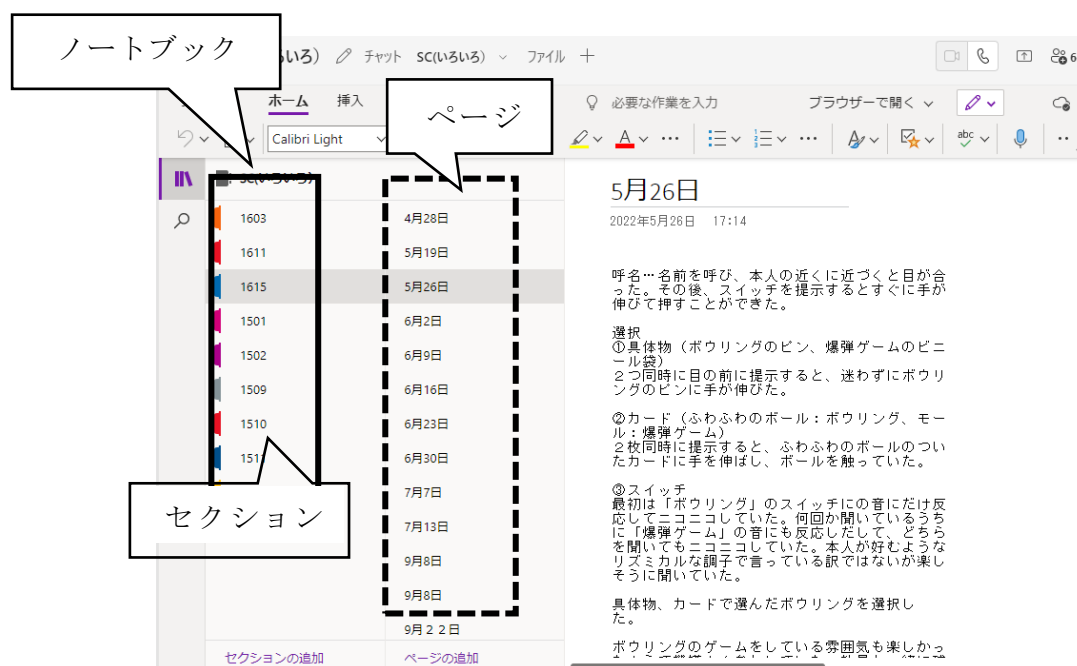 ノートブック
いろ） チャット SC(いろいろ) ファイル
ホーム 挿入 ページ 必要な作業を入力 ブラウザーで開く
Calibri Light
abc
SC(いろいろ)
1603
1611
1615
1501
1502
1509
1510
セクション
セクションの追加
4月28日
5月19日
5月26日
6月2日
6月9日
6月16日
6月23日
6月30日
7月7日
7月13日
9月8日
9月8日
9月２２日
ページの追加
5月26日
2022年5月26日 17:14
呼名…名前を呼び、本人の近くに近づくと目が合
った。その後、スイッチを提示するとすぐに手が
伸びて押すことができた。
選択
①具体物（ボウリングのピン、爆弾ゲームのビニ
ール袋）
２つ同時に目の前に提示すると、迷わずにボウリ
ングのピンに手が伸びた。
②カード（ふわふわのボール：ボウリング、モー
ル：爆弾ゲーム）
２枚同時に提示すると、ふわふわのボールのつい
たカードに手を伸ばし、ボールを触っていた。
③スイッチ
最初は「ボウリング」のスイッチにの音にだけ反
応してニコニコしていた。何回か聞いているうち
に「爆弾ゲーム」の音にも反応しだして、どちら
を聞いてもニコニコしていた。本人が好むような
リズミカルな調子で言っている訳ではないが楽し
そうに聞いていた。
具体物、カードで選んだボウリングを選択し
た。
ボウリングのゲームをしている雰囲気も楽しかっ